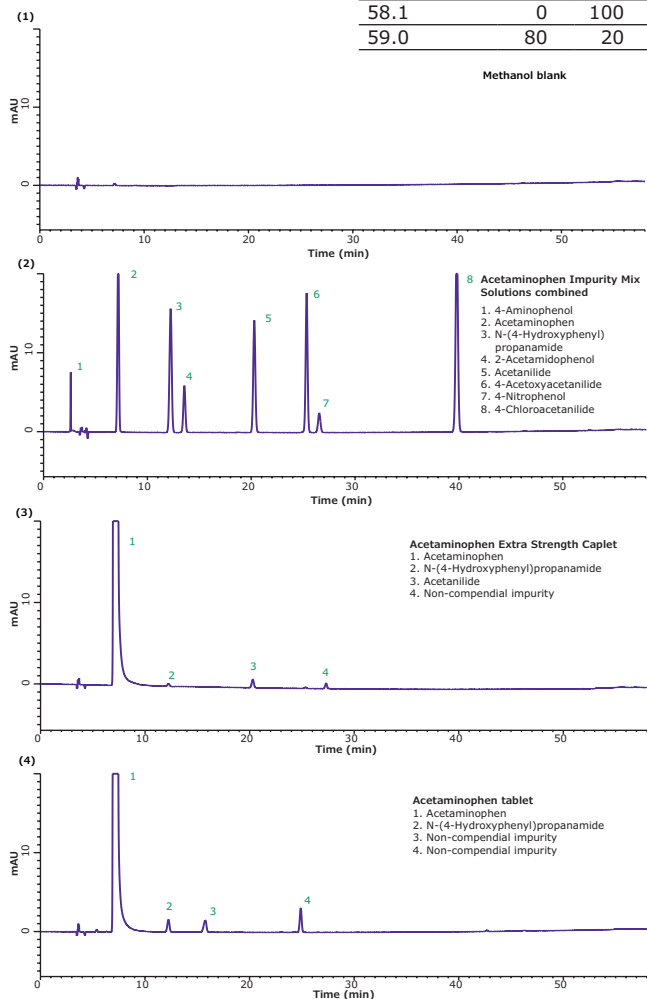 58.1 0 100
59.0 80 20
(1)
Methanol blank
mAU
10
0
0 10 20 30 40 50
Time (min)
(2)
2
3
6
8
5
4
1
7
Acetaminophen Impurity Mix
Solutions combined
1. 4-Aminophenol
2. Acetaminophen
3. N-(4-Hydroxyphenyl)
propanamide
4. 2-Acetamidophenol
5. Acetanilide
6. 4-Acetoxyacetanilide
7. 4-Nitrophenol
8. 4-Chloroacetanilide
mAU
10
0
0 10 20 30 40 50
Time (min)
(3)
1
2
3
4
Acetaminophen Extra Strength Caplet
1. Acetaminophen
2. N-(4-Hydroxyphenyl)propanamide
3. Acetanilide
4. Non-compendial impurity
mAU
10
0
0 10 20 30 40 50
Time (min)
(4)
1
2
3
4
Acetaminophen tablet
1. Acetaminophen
2. N-(4-Hydroxyphenyl)propanamide
3. Non-compendial impurity
4. Non-compendial impurity
mAU
10
0
0 10 20 30 40 50
Time (min)